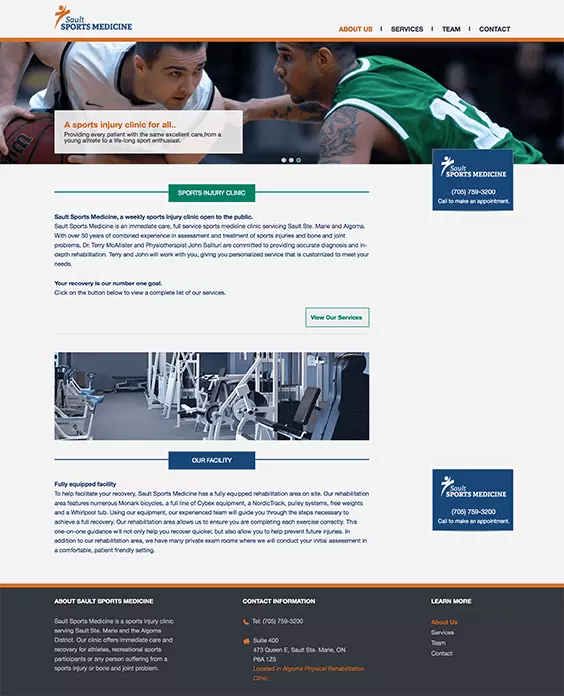 Sault
SPORTS MEDICINE
ABOUT US | SERVICES | TEAM | CONTACT
A sports injury clinic for all..
Providing every patient with the same excellent care,from a
young athlete to a life-long sport enthusiast.
Sault
SPORTS MEDICINE
(705) 759-3200
Call to make an appointment.
SPORTS INJURY CLINIC
Sault Sports Medicine, a weekly sports injury clinic open to the public.
Sault Sports Medicine is an immediate care, full service sports medicine clinic servicing Sault Ste. Marie and Algoma.
With over 50 years of combined experience in assessment and treatment of sports injuries and bone and joint
problems, Dr. Terry McAlister and Physiotherapist John Salituri are committed to providing accurate diagnosis and in-
depth rehabilitation. Terry and John will work with you, giving you personalized service that is customized to meet your
needs.
Your recovery is our number one goal.
Click on the button below to view a complete list of our services.
View Our Services
OUR FACILITY
Fully equipped facility
To help facilitate your recovery, Sault Sports Medicine has a fully equipped rehabilitation area on site. Our rehabilitation
area features numerous Monark bicycles, a full line of Cybex equipment, a NordicTrack, puley systems, free weights
and a Whirlpool tub. Using our equipment, our experienced team will guide you through the steps necessary to
achieve a full recovery. Our rehabilitation area allows us to ensure you are completing each exercise correctly. This
one-on-one guidance will not only help you recover quicker, but also allow you to help prevent future injuries. In
addition to our rehabilitation area, we have many private exam rooms where we will conduct your initial assessment in
a comfortable, patient friendly setting.
Sault
SPORTS MEDICINE
(705) 759-3200
Call to make an appointment.
ABOUT SAULT SPORTS MEDICINE
Sault Sports Medicine is a sports injury clinic
serving Sault Ste. Marie and the Algoma
District. Our clinic offers immediate care and
recovery for athletes, recreational sports
participants or any person suffering from a
sports injury or bone and joint problem.
CONTACT INFORMATION
Tel: (705) 759-3200
Suite 400
473 Queen E, Sault Ste. Marie, ON
P6A 1Z5
Located in Algoma Physical Rehabilitation
Clinic.
LEARN MORE
About Us
Services
Team
Contact